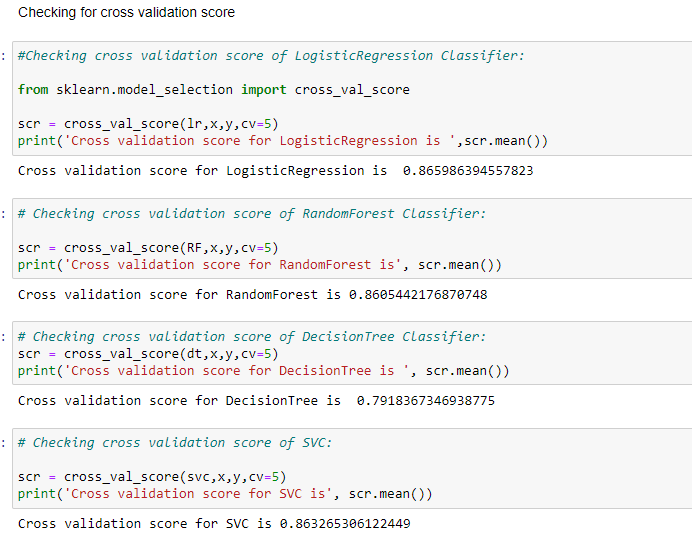 Checking for cross validation score
: #Checking cross validation score of LogisticRegression Classifier:
from sklearn.model_selection import cross_val_score
scr = cross_val_score(lr,x,y,cv=5)
print('Cross validation score for LogisticRegression is ',scr.mean())
Cross validation score for LogisticRegression is  0.865986394557823
: # Checking cross validation score of RandomForest Classifier:
scr = cross_val_score(RF,x,y,cv=5)
print('Cross validation score for RandomForest is', scr.mean())
Cross validation score for RandomForest is 0.8605442176870748
: # Checking cross validation score of DecisionTree Classifier:
scr = cross_val_score(dt,x,y,cv=5)
print('Cross validation score for DecisionTree is ', scr.mean())
Cross validation score for DecisionTree is  0.7918367346938775
: # Checking cross validation score of SVC:
scr = cross_val_score(svc,x,y,cv=5)
print('Cross validation score for SVC is', scr.mean())
Cross validation score for SVC is 0.863265306122449